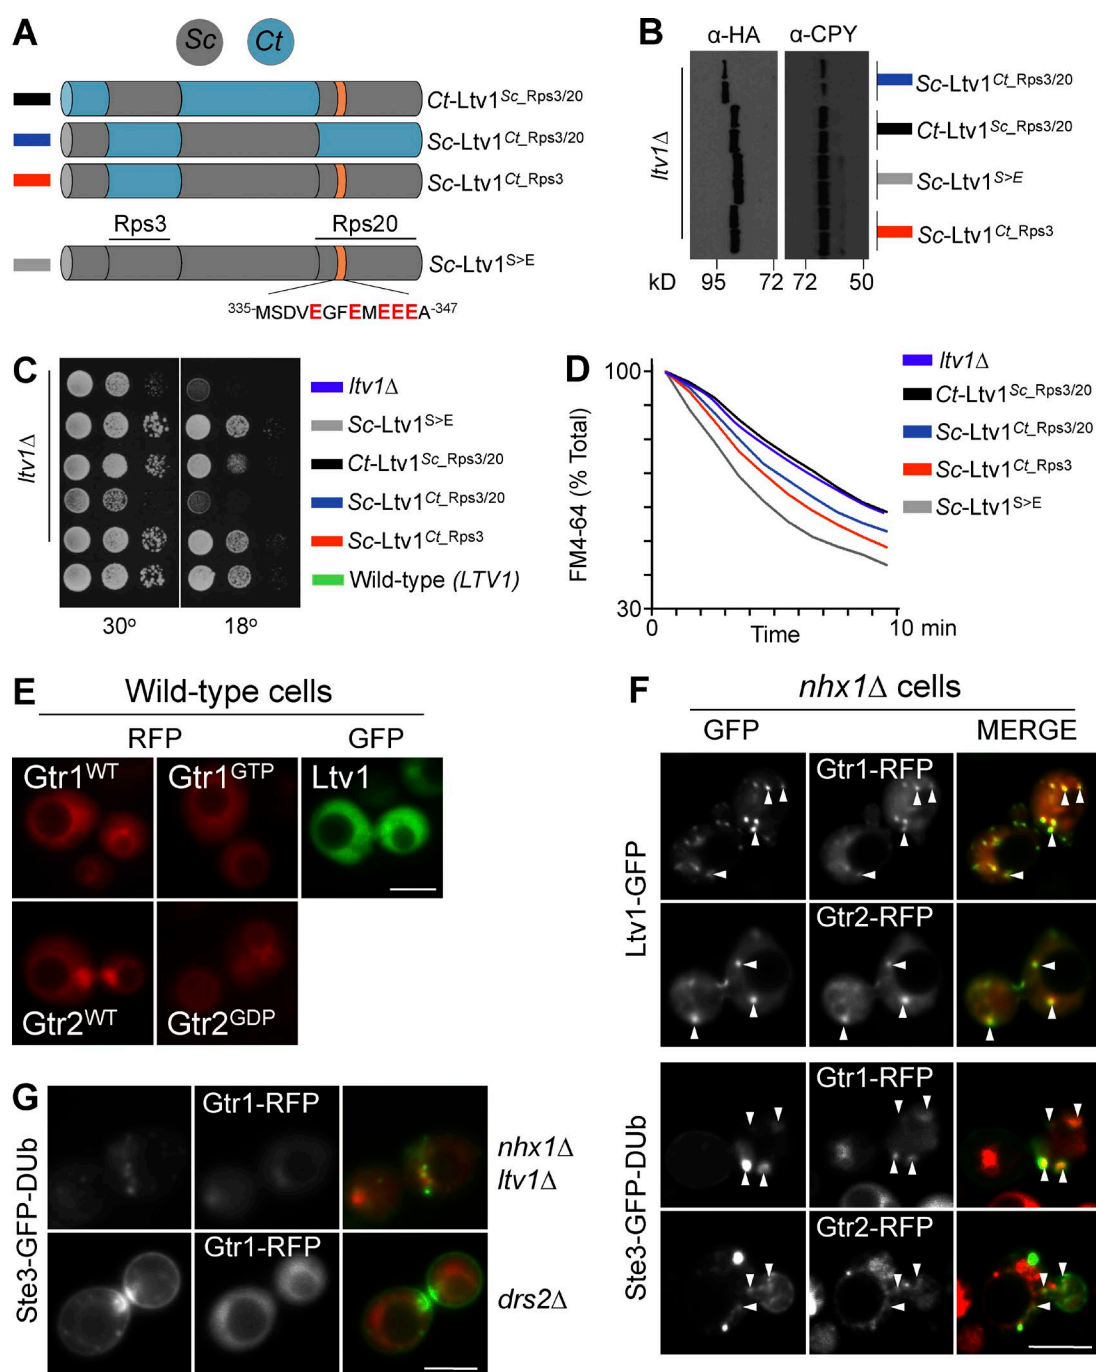 A
Sc
Ct
Ct-Ltv1Sc_Rps3/20
Sc-Ltv1Ct_Rps3/20
Sc-Ltv1Ct_Rps3
Rps3
Rps20
Sc-Ltv1S>E
335-MSDVEGFEMEEEA-347
B
α-HA
α-CPY
ltv1Δ
Sc-Ltv1Ct_Rps3/20
Ct-Ltv1Sc_Rps3/20
Sc-Ltv1S>E
Sc-Ltv1Ct_Rps3
kD
95
72
72
50
C
ltv1Δ
ltv1Δ
Sc-Ltv1S>E
Ct-Ltv1Sc_Rps3/20
Sc-Ltv1Ct_Rps3/20
Sc-Ltv1Ct_Rps3
Wild-type (LTV1)
30º
18º
D
FM4-64 (% Total)
100
30
0
Time
10 min
ltv1Δ
Ct-Ltv1Sc_Rps3/20
Sc-Ltv1Ct_Rps3/20
Sc-Ltv1Ct_Rps3
Sc-Ltv1S>E
E
Wild-type cells
RFP
GFP
Gtr1WT
Gtr1GTP
Ltv1
Gtr2WT
Gtr2GDP
F
nhx1Δ cells
GFP
MERGE
Ltv1-GFP
Gtr1-RFP
Gtr2-RFP
Ste3-GFP-DUb
Gtr1-RFP
Gtr2-RFP
G
Ste3-GFP-DUb
Gtr1-RFP
nhx1Δ
ltv1Δ
Gtr1-RFP
drs2Δ